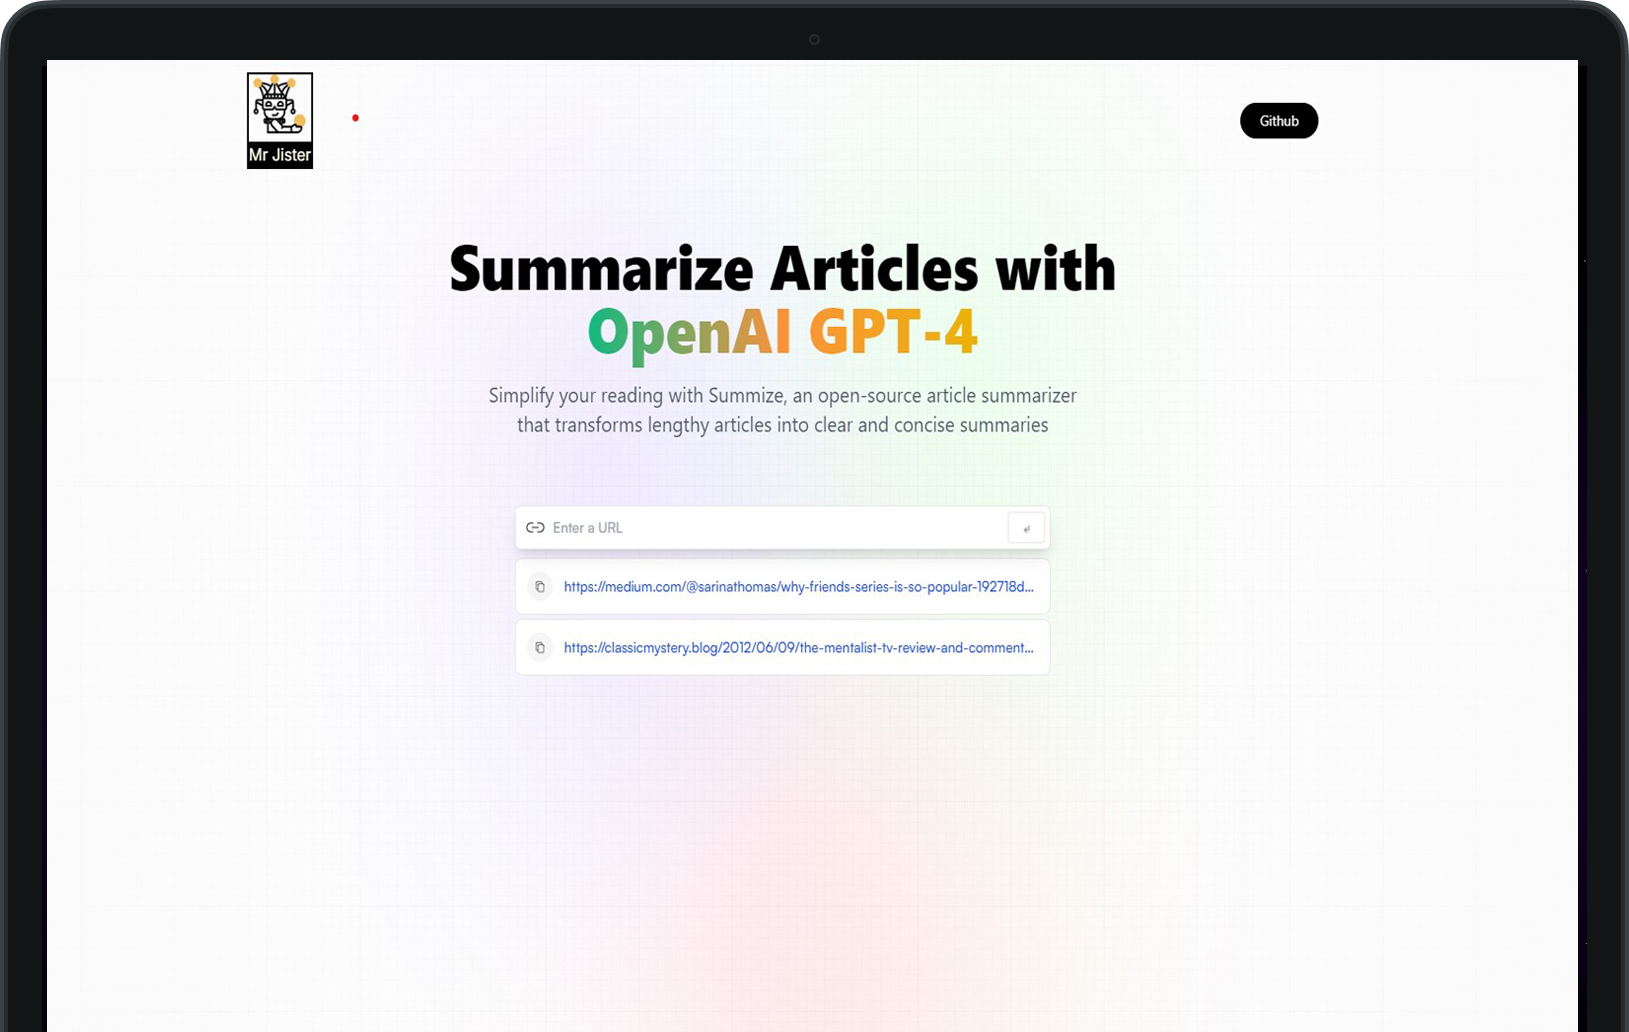 Mr Jister
Github
Summarize Articles with
OpenAI GPT-4
Simplify your reading with Summize, an open-source article summarizer
that transforms lengthy articles into clear and concise summaries
Enter a URL
https://medium.com/@sarinathomas/why-friends-series-is-so-popular-192718d...
https://classicmystery.blog/2012/06/09/the-mentalist-tv-review-and-comment...